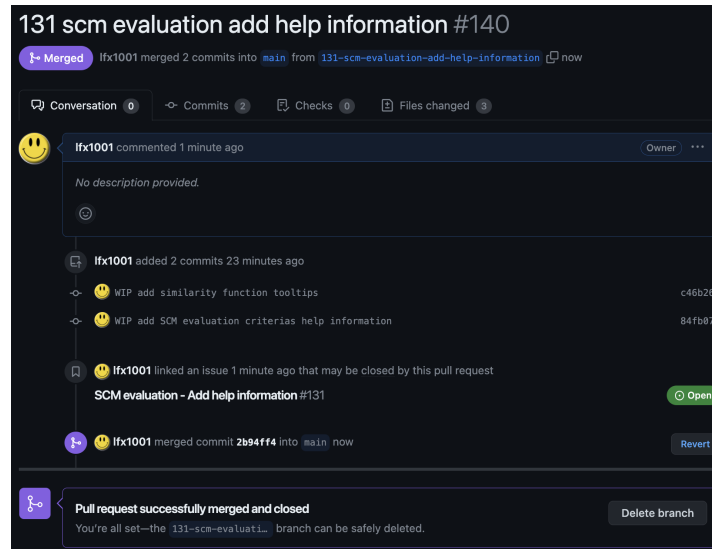 131 scm evaluation add help information #140
Merged lfx1001 merged 2 commits into main from 131-scm-evaluation-add-help-information now
Conversation 0 Commits 2 Checks 0 Files changed 3
lfx1001 commented 1 minute ago Owner ...
No description provided.
lfx1001 added 2 commits 23 minutes ago
WIP add similarity function tooltips c46b26
WIP add SCM evaluation criterias help information 84fb07
lfx1001 linked an issue 1 minute ago that may be closed by this pull request
SCM evaluation - Add help information #131 Open
lfx1001 merged commit 2b94ff4 into main now Revert
Pull request successfully merged and closed
You're all set—the 131-scm-evaluati… branch can be safely deleted. Delete branch